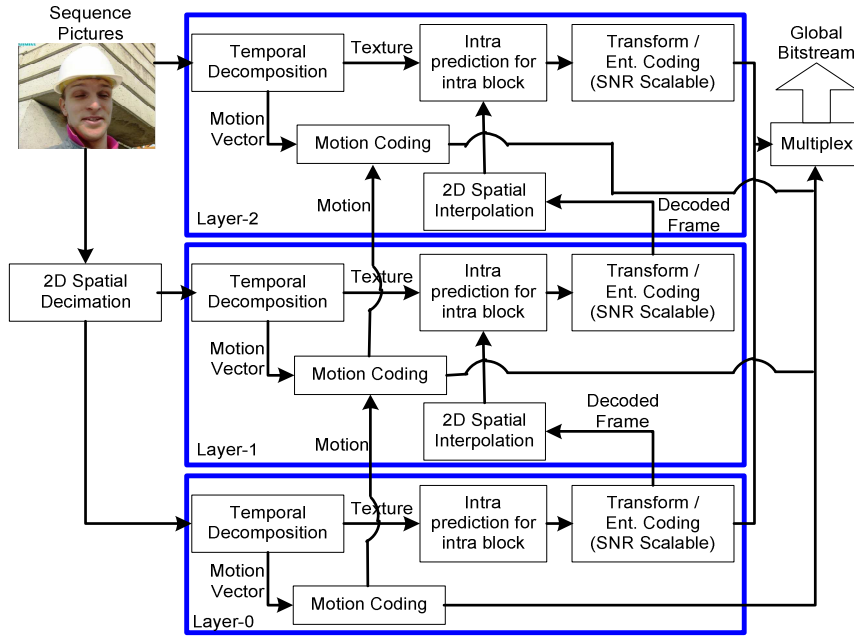 Sequence
Pictures
SIEMENS
Temporal
Decomposition
Texture
Intra
prediction for
intra block
Transform /
Ent. Coding
(SNR Scalable)
Global
Bitstream
Motion
Vector
Motion Coding
Multiplex
Motion
2D Spatial
Interpolation
Decoded
Frame
Layer-2
2D Spatial
Decimation
Temporal
Decomposition
Texture
Intra
prediction for
intra block
Transform /
Ent. Coding
(SNR Scalable)
Motion
Vector
Motion Coding
Motion
2D Spatial
Interpolation
Decoded
Frame
Layer-1
Temporal
Decomposition
Texture
Intra
prediction for
intra block
Transform /
Ent. Coding
(SNR Scalable)
Motion
Vector
Motion Coding
Layer-0